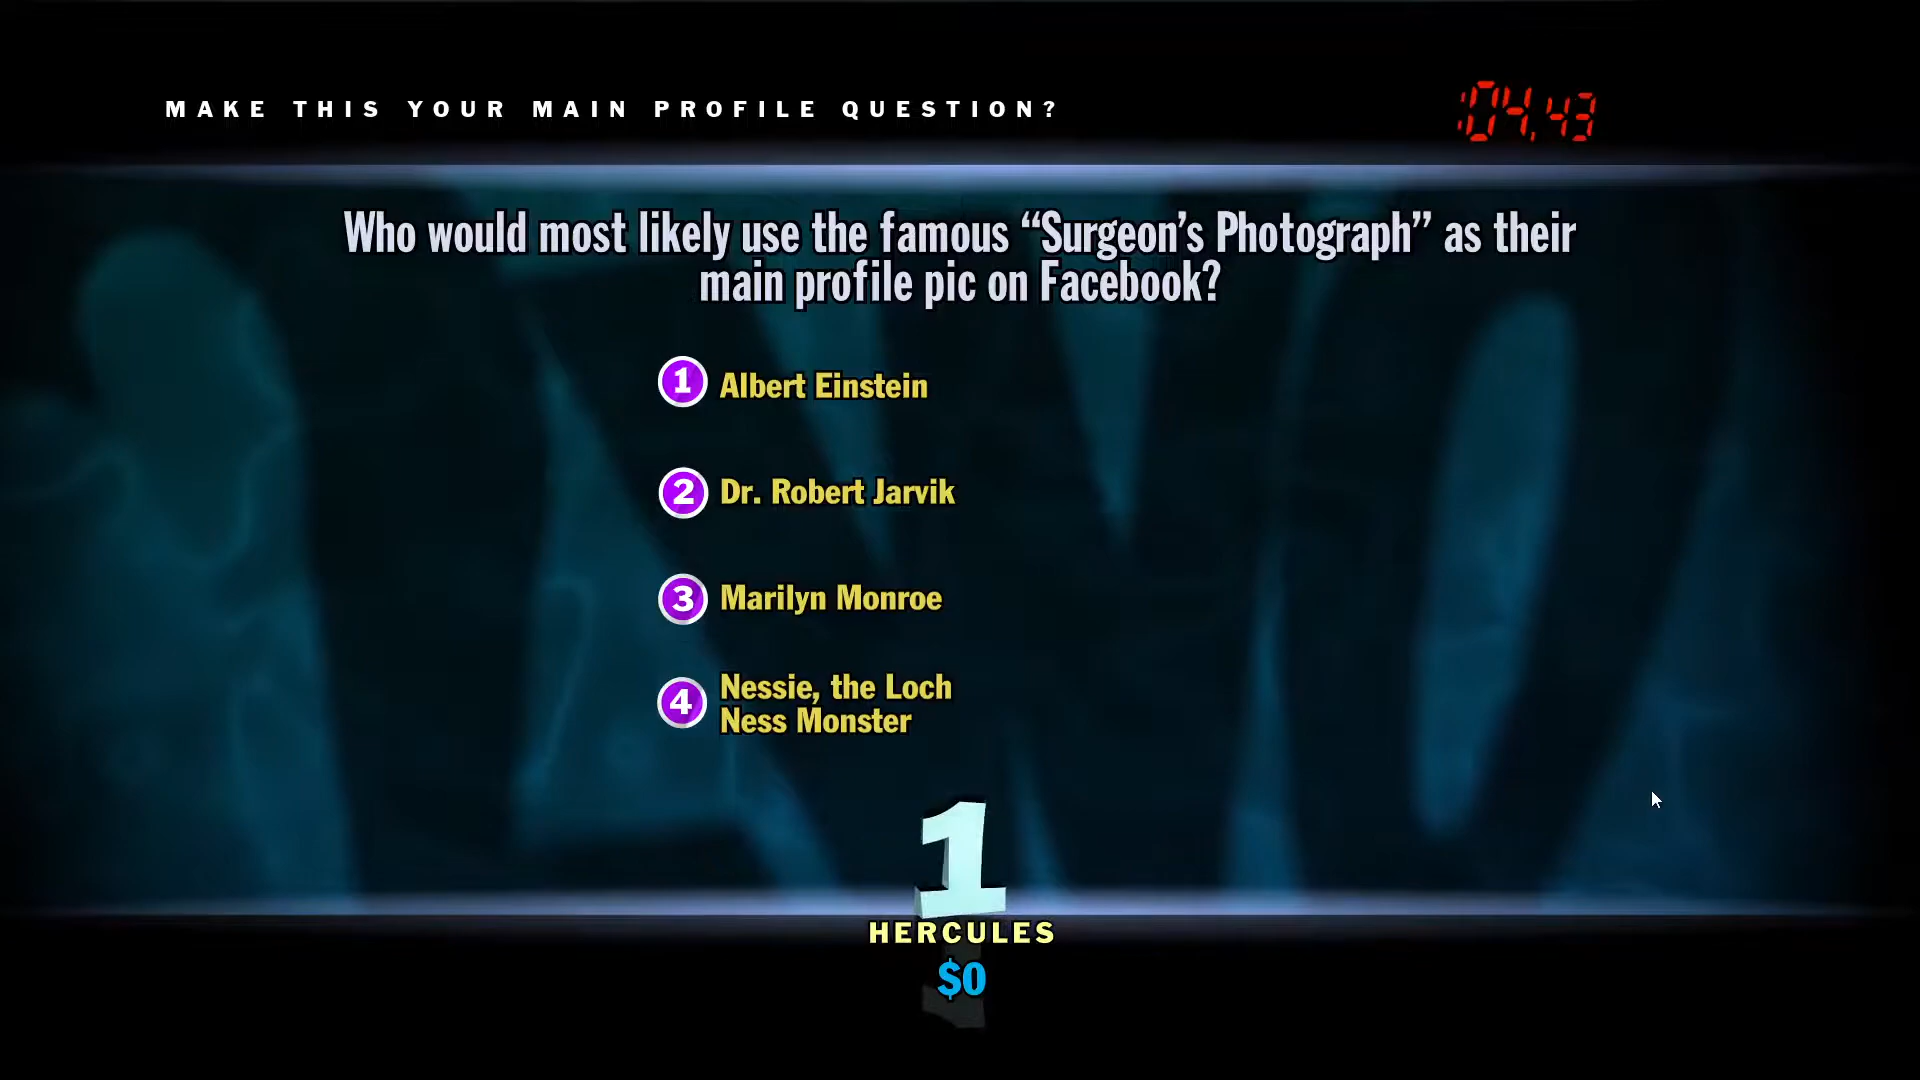 MAKE THIS YOUR MAIN PROFILE QUESTION?
:04.43
Who would most likely use the famous “Surgeon’s Photograph” as their
main profile pic on Facebook?
1 Albert Einstein
2 Dr. Robert Jarvik
3 Marilyn Monroe
4 Nessie, the Loch
Ness Monster
1
HERCULES
$0